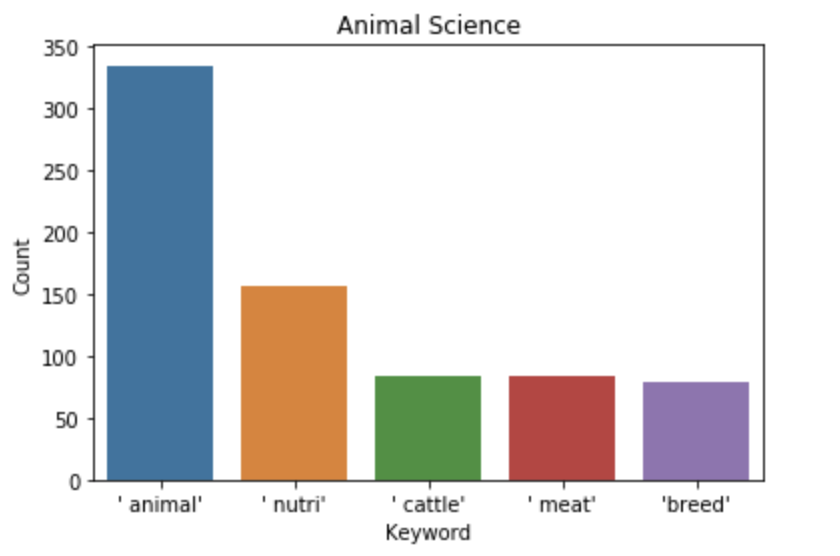 Animal Science
350
300
250
200
150
100
50
0
Count
' animal' ' nutri' ' cattle' ' meat' 'breed'
Keyword